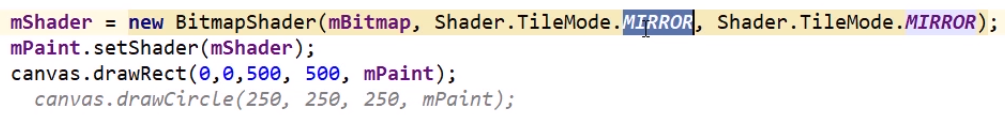 mShader = new BitmapShader(mBitmap, Shader.TileMode.MIRROR, Shader.TileMode.MIRROR);
mPaint.setShader(mShader);
canvas.drawRect(0,0,500, 500, mPaint);
canvas.drawCircle(250, 250, 250, mPaint);